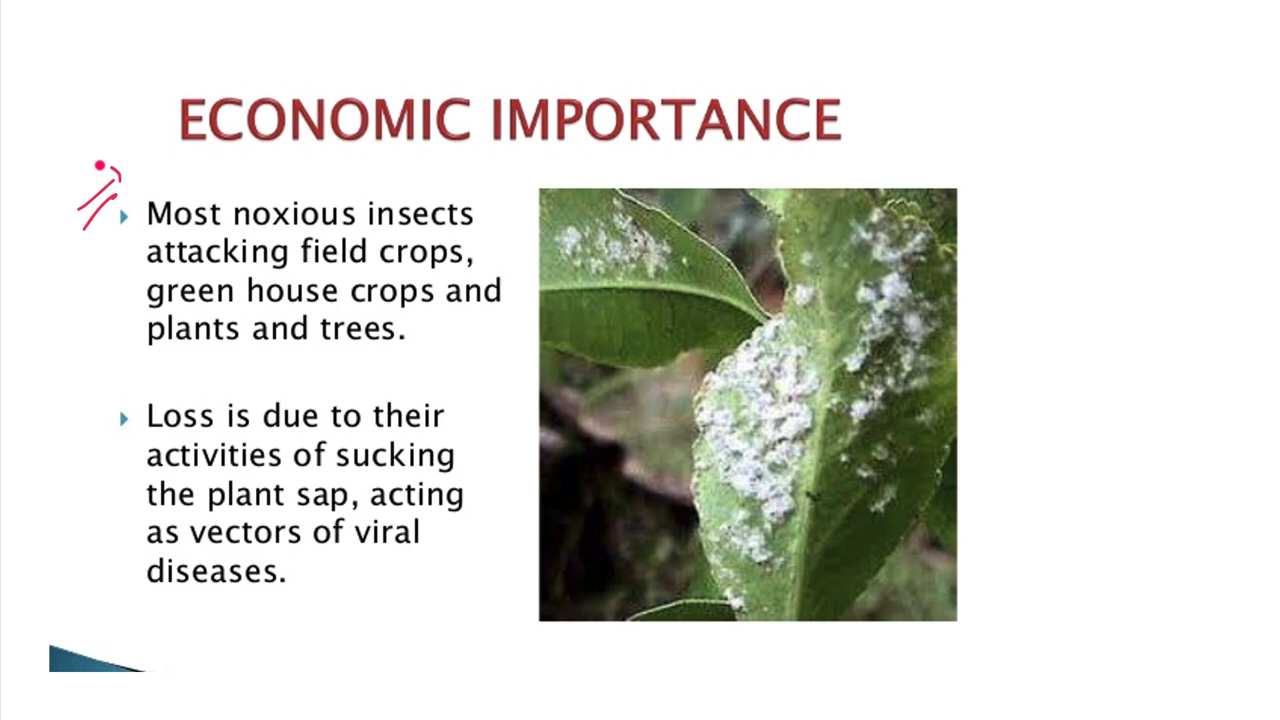 ECONOMIC IMPORTANCE
Most noxious insects
attacking field crops,
green house crops and
plants and trees.
Loss is due to their
activities of sucking
the plant sap, acting
as vectors of viral
diseases.